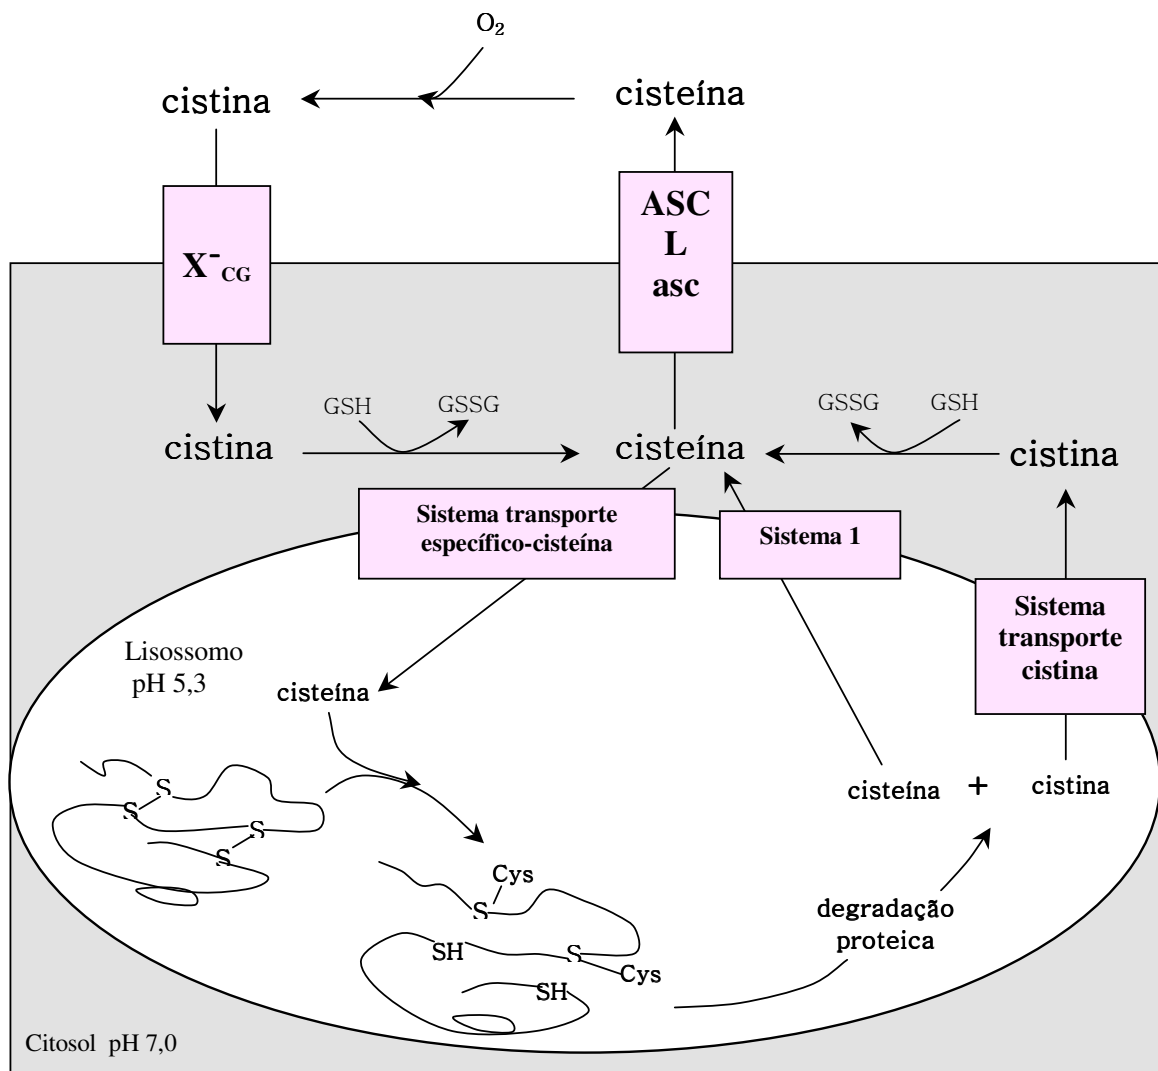 O₂
cistina
cisteína
ASC
L
asc
X⁻CG
GSH
GSSG
GSSG
GSH
cistina
cisteína
cistina
Sistema transporte
específico-cisteína
Sistema 1
Sistema
transporte
cistina
Lisossomo
pH 5,3
cisteína
cisteína + cistina
S
S
S
S
Cys
S
degradação
proteica
SH
S
Cys
SH
Citosol pH 7,0